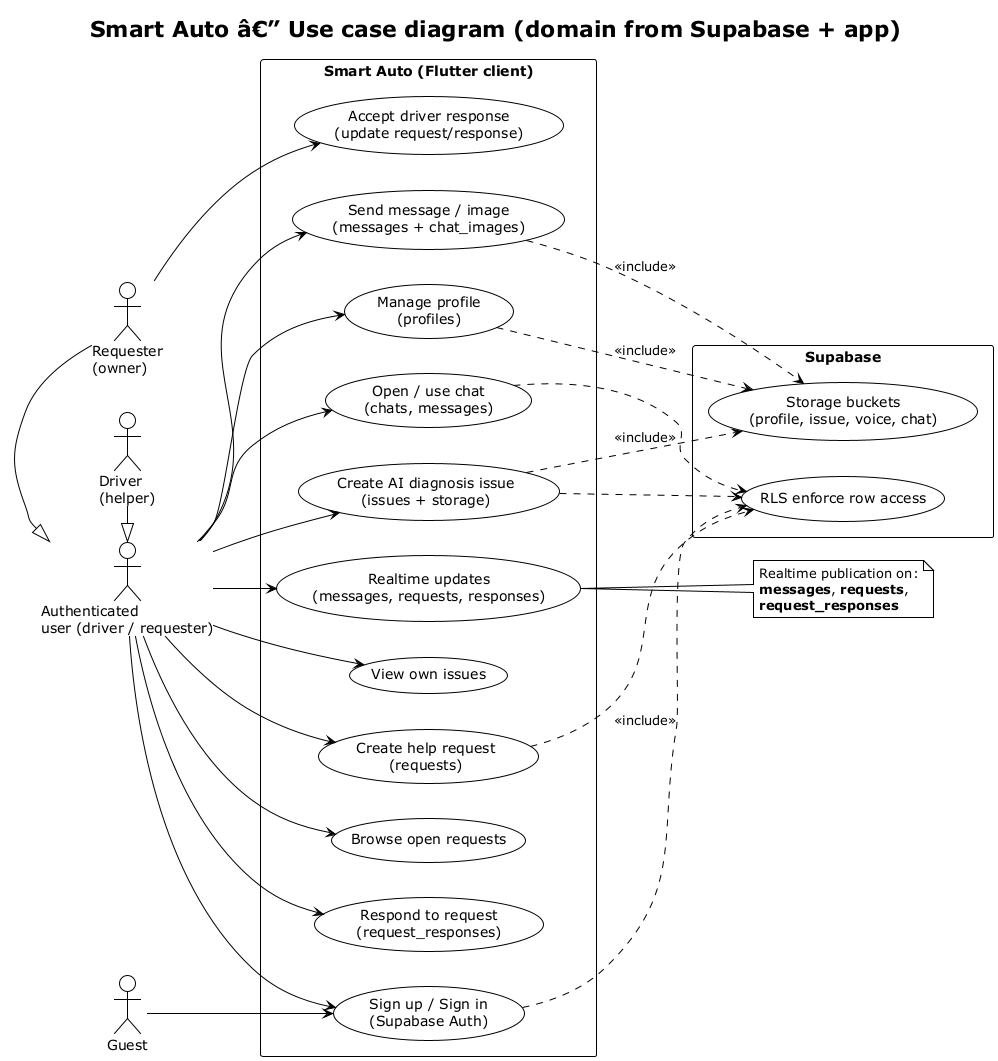 Smart Auto â€” Use case diagram (domain from Supabase + app)
Smart Auto (Flutter client)
Accept driver response
(update request/response)
Send message / image
(messages + chat_images)
«include»
Requester
(owner)
Manage profile
(profiles)
«include»
Supabase
Open / use chat
(chats, messages)
Storage buckets
(profile, issue, voice, chat)
«include»
Driver
(helper)
Create AI diagnosis issue
(issues + storage)
RLS enforce row access
Authenticated
user (driver / requester)
Realtime updates
(messages, requests, responses)
Realtime publication on:
messages, requests,
request_responses
View own issues
«include»
Create help request
(requests)
Browse open requests
Respond to request
(request_responses)
Guest
Sign up / Sign in
(Supabase Auth)